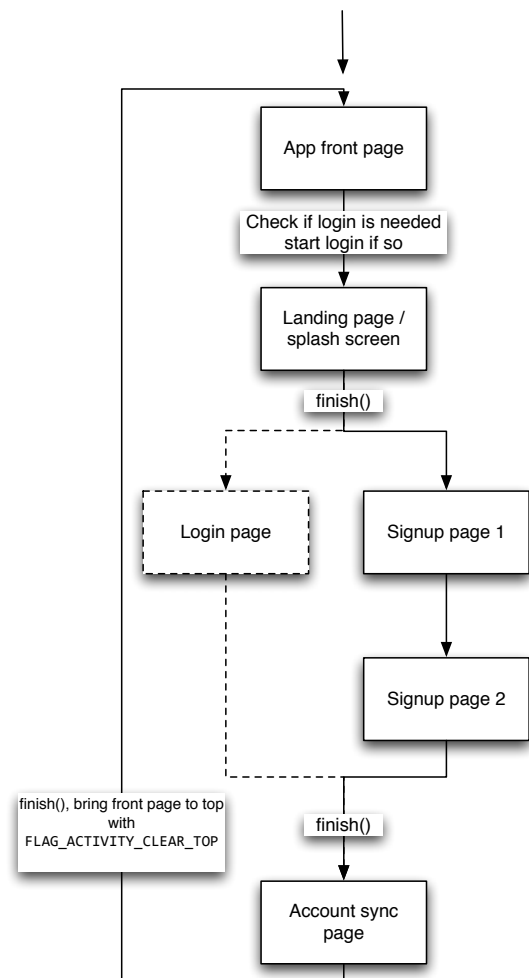 App front page
Check if login is needed
start login if so
Landing page /
splash screen
finish()
Login page
Signup page 1
Signup page 2
finish(), bring front page to top
with
FLAG_ACTIVITY_CLEAR_TOP
finish()
Account sync
page